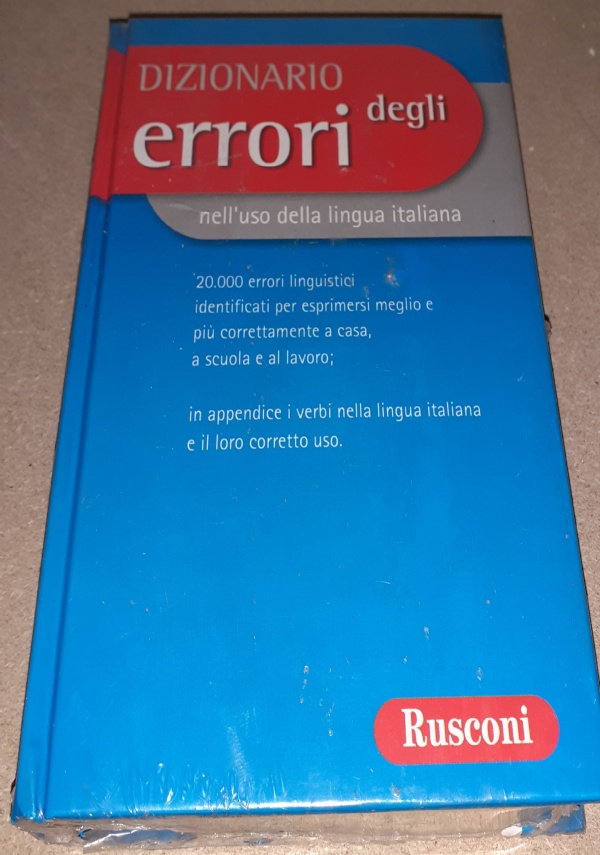 DIZIONARIO
degli
errori
nell'uso della lingua italiana
20.000 errori linguistici
identificati per esprimersi meglio e
più correttamente a casa,
a scuola e al lavoro;
in appendice i verbi nella lingua italiana
e il loro corretto uso.
Rusconi